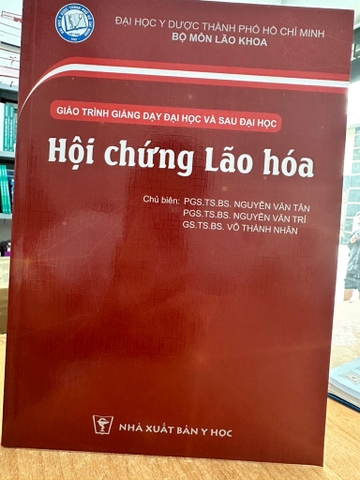 ĐẠI HỌC Y DƯỢC THÀNH PHỐ HỒ CHÍ MINH
BỘ MÔN LÃO KHOA
GIÁO TRÌNH GIẢNG DẠY ĐẠI HỌC VÀ SAU ĐẠI HỌC
Hội chứng Lão hóa
Chủ biên: PGS.TS.BS. NGUYỄN VĂN TÂN
PGS.TS.BS. NGUYỄN VĂN TRÍ
GS.TS.BS. VÕ THÀNH NHÂN
NHÀ XUẤT BẢN Y HỌC